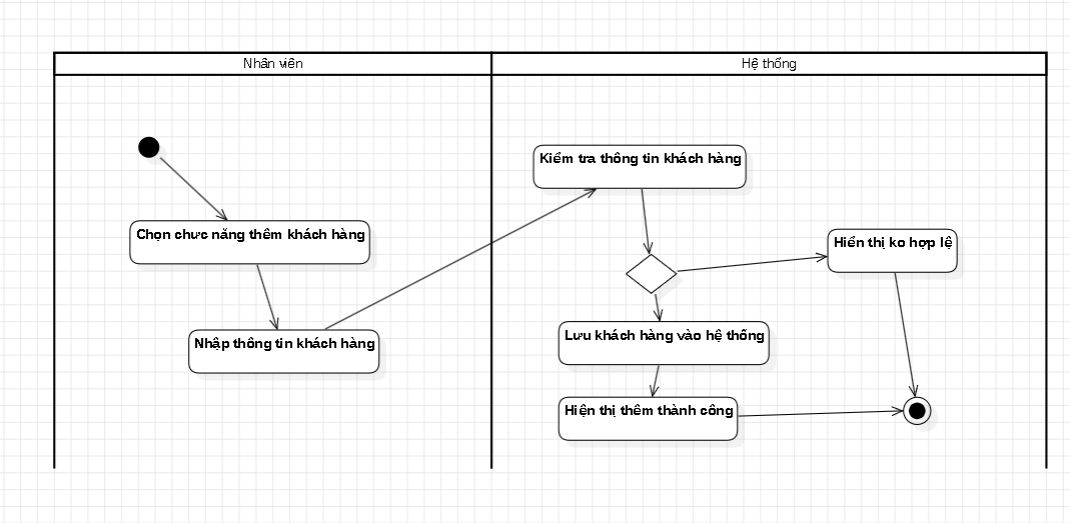 Nhân viên
Hệ thống
Kiểm tra thông tin khách hàng
Chọn chưc năng thêm khách hàng
Hiển thị ko hợp lệ
Lưu khách hàng vào hệ thống
Nhập thông tin khách hàng
Hiện thị thêm thành công